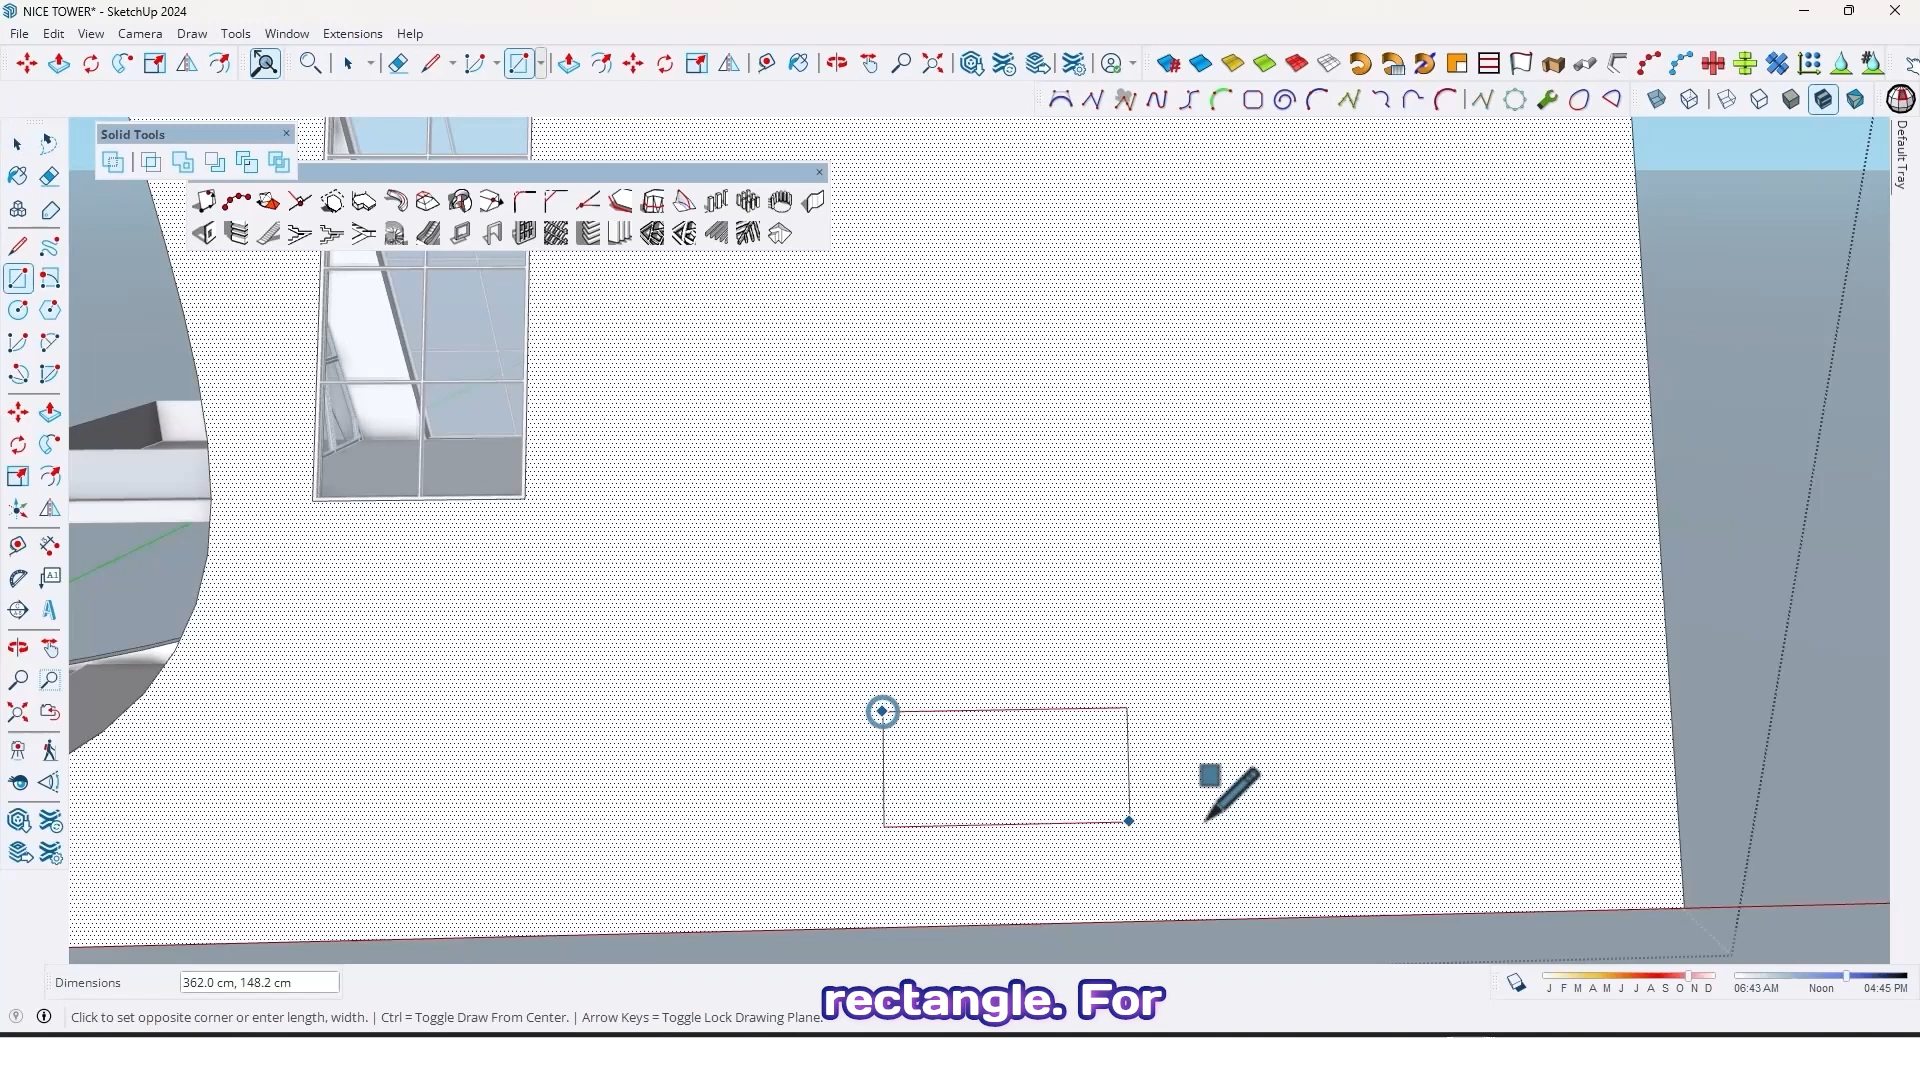 NICE TOWER* - SketchUp 2024
File Edit View Camera Draw Tools Window Extensions Help
Solid Tools
Default Tray
A1
Dimensions 362.0 cm, 148.2 cm
J F M A M J J A S O N D 06:43 AM Noon 04:45 PM
rectangle. For
Click to set opposite corner or enter length, width. | Ctrl = Toggle Draw From Center. | Arrow Keys = Toggle Lock Drawing Plane.